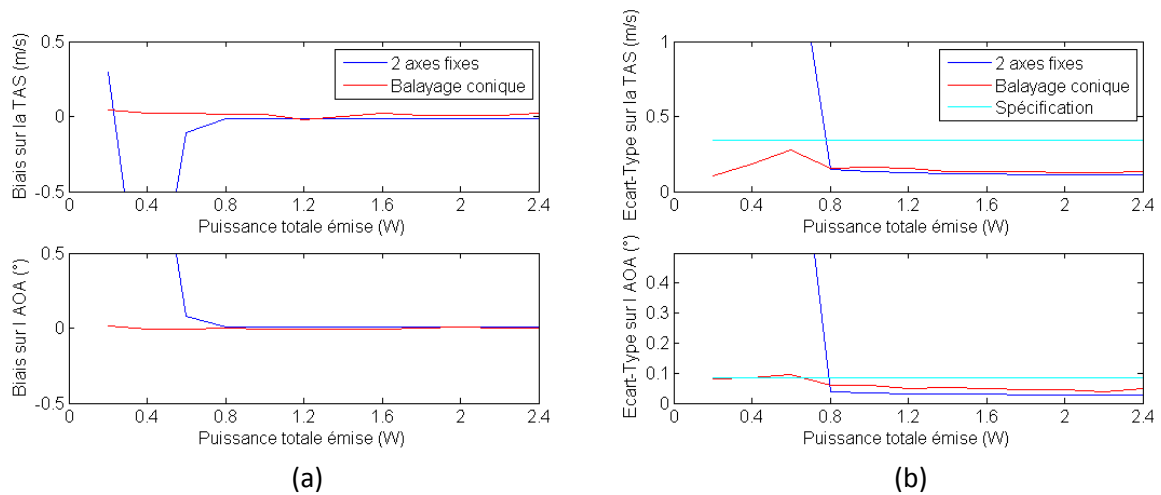 Biais sur la TAS (m/s)
0.5
0
-0.5
0 0.4 0.8 1.2 1.6 2 2.4
Puissance totale émise (W)
2 axes fixes
Balayage conique
Biais sur l AOA (°)
0.5
0
-0.5
0 0.4 0.8 1.2 1.6 2 2.4
Puissance totale émise (W)
(a)
Ecart-Type sur la TAS (m/s)
1
0.5
0
0 0.4 0.8 1.2 1.6 2 2.4
Puissance totale émise (W)
2 axes fixes
Balayage conique
Spécification
Ecart-Type sur l AOA (°)
0.4
0.3
0.2
0.1
0
0 0.4 0.8 1.2 1.6 2 2.4
Puissance totale émise (W)
(b)